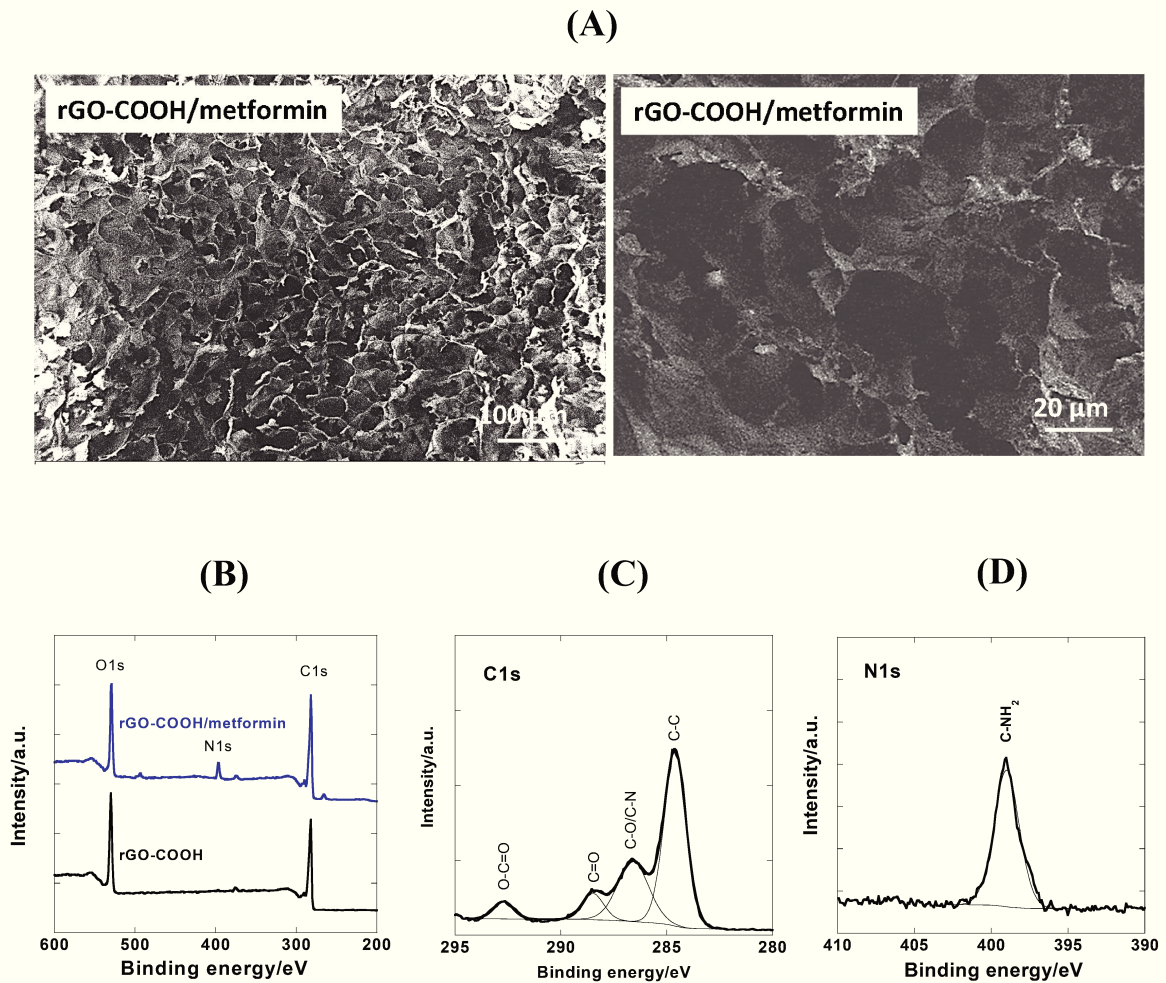 (A)
rGO-COOH/metformin
rGO-COOH/metformin
100 µm
20 µm
(B)
(C)
(D)
O1s
C1s
rGO-COOH/metformin
N1s
rGO-COOH
Intensity/a.u.
600 500 400 300 200
Binding energy/eV
C1s
C-C
C-O/C-N
C=O
O-C=O
Intensity/a.u.
295 290 285 280
Binding energy/eV
N1s
C-NH₂
Intensity/a.u.
410 405 400 395 390
Binding energy/eV